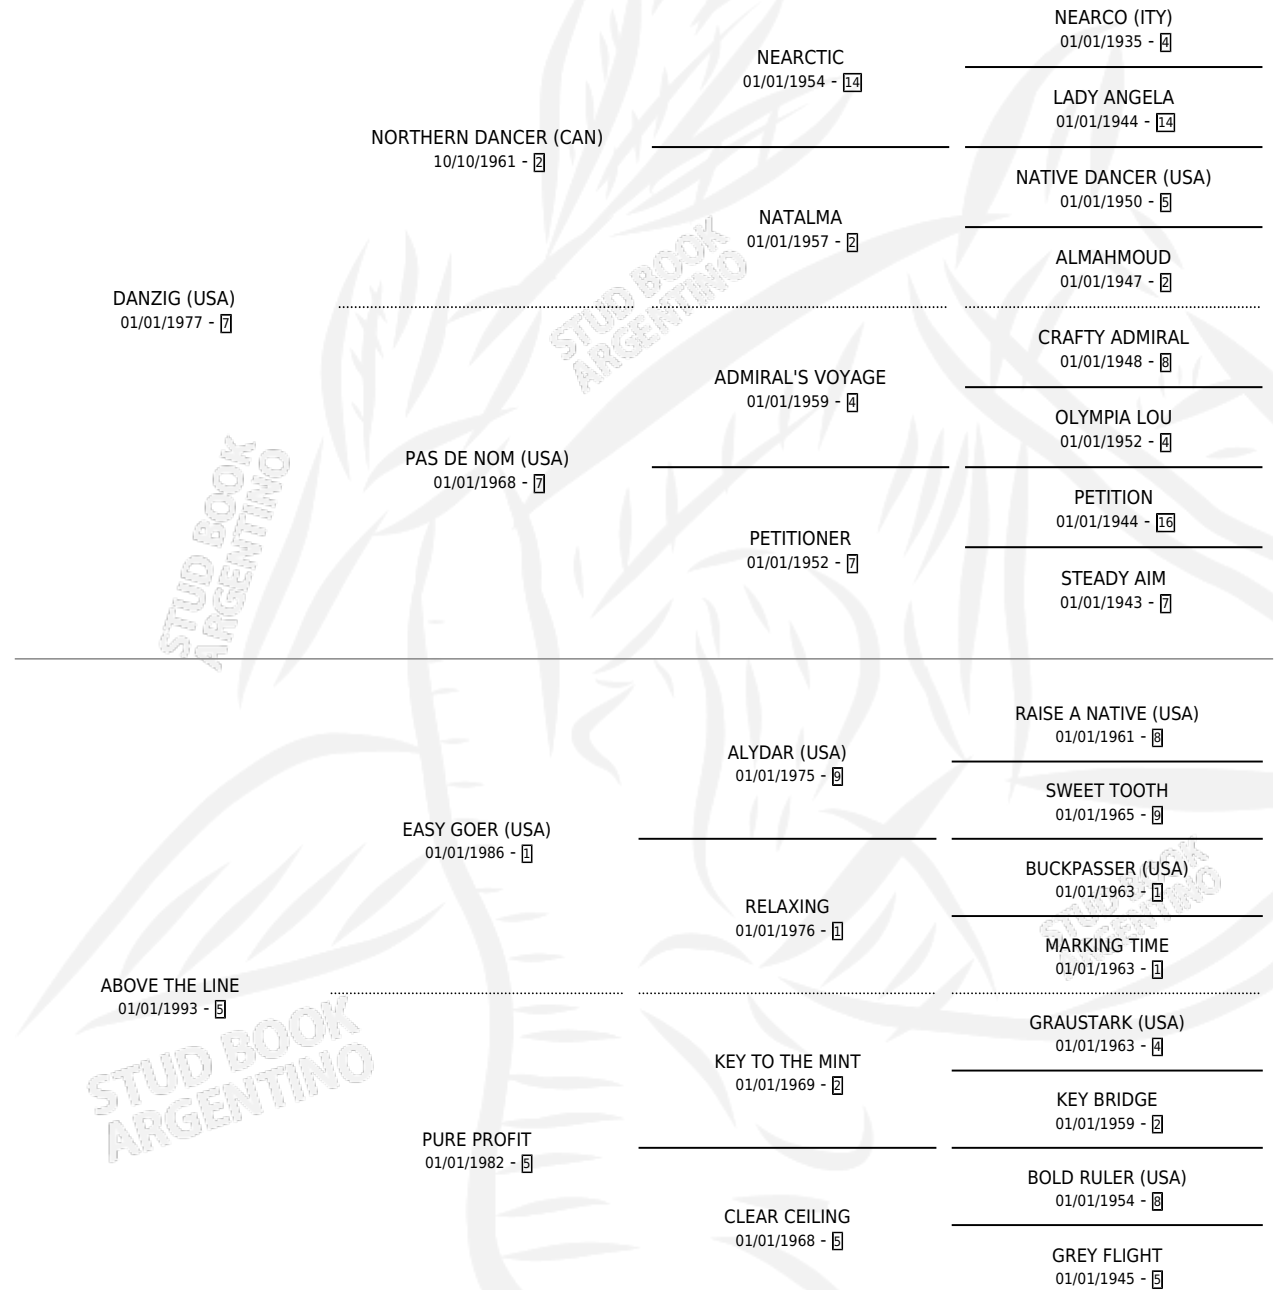 NEARCO (ITY)
01/01/1935 - 4
NEARCTIC
01/01/1954 - 14
LADY ANGELA
01/01/1944 - 14
NORTHERN DANCER (CAN)
10/10/1961 - 2
NATIVE DANCER (USA)
01/01/1950 - 5
NATALMA
01/01/1957 - 2
ALMAHMOUD
01/01/1947 - 2
DANZIG (USA)
01/01/1977 - 7
CRAFTY ADMIRAL
01/01/1948 - 8
ADMIRAL'S VOYAGE
01/01/1959 - 4
OLYMPIA LOU
01/01/1952 - 4
PAS DE NOM (USA)
01/01/1968 - 7
PETITION
01/01/1944 - 16
PETITIONER
01/01/1952 - 7
STEADY AIM
01/01/1943 - 7
STUD BOOK
ARGENTINO
STUD BOOK
ARGENTINO
RAISE A NATIVE (USA)
01/01/1961 - 8
ALYDAR (USA)
01/01/1975 - 9
SWEET TOOTH
01/01/1965 - 9
EASY GOER (USA)
01/01/1986 - 1
BUCKPASSER (USA)
01/01/1963 - 1
RELAXING
01/01/1976 - 1
MARKING TIME
01/01/1963 - 1
ABOVE THE LINE
01/01/1993 - 5
GRAUSTARK (USA)
01/01/1963 - 4
KEY TO THE MINT
01/01/1969 - 2
KEY BRIDGE
01/01/1959 - 2
PURE PROFIT
01/01/1982 - 5
BOLD RULER (USA)
01/01/1954 - 8
CLEAR CEILING
01/01/1968 - 5
GREY FLIGHT
01/01/1945 - 5
STUD BOOK
ARGENTINO
STUD BOOK
ARGENTINO